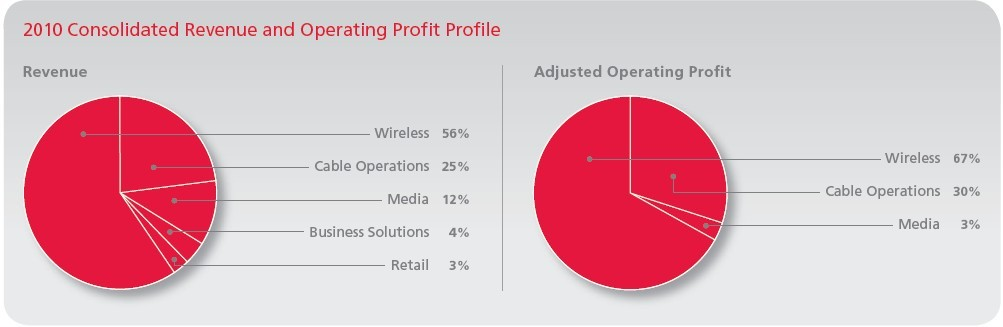 2010 Consolidated Revenue and Operating Profit Profile
Revenue
Wireless 56%
Cable Operations 25%
Media 12%
Business Solutions 4%
Retail 3%
Adjusted Operating Profit
Wireless 67%
Cable Operations 30%
Media 3%